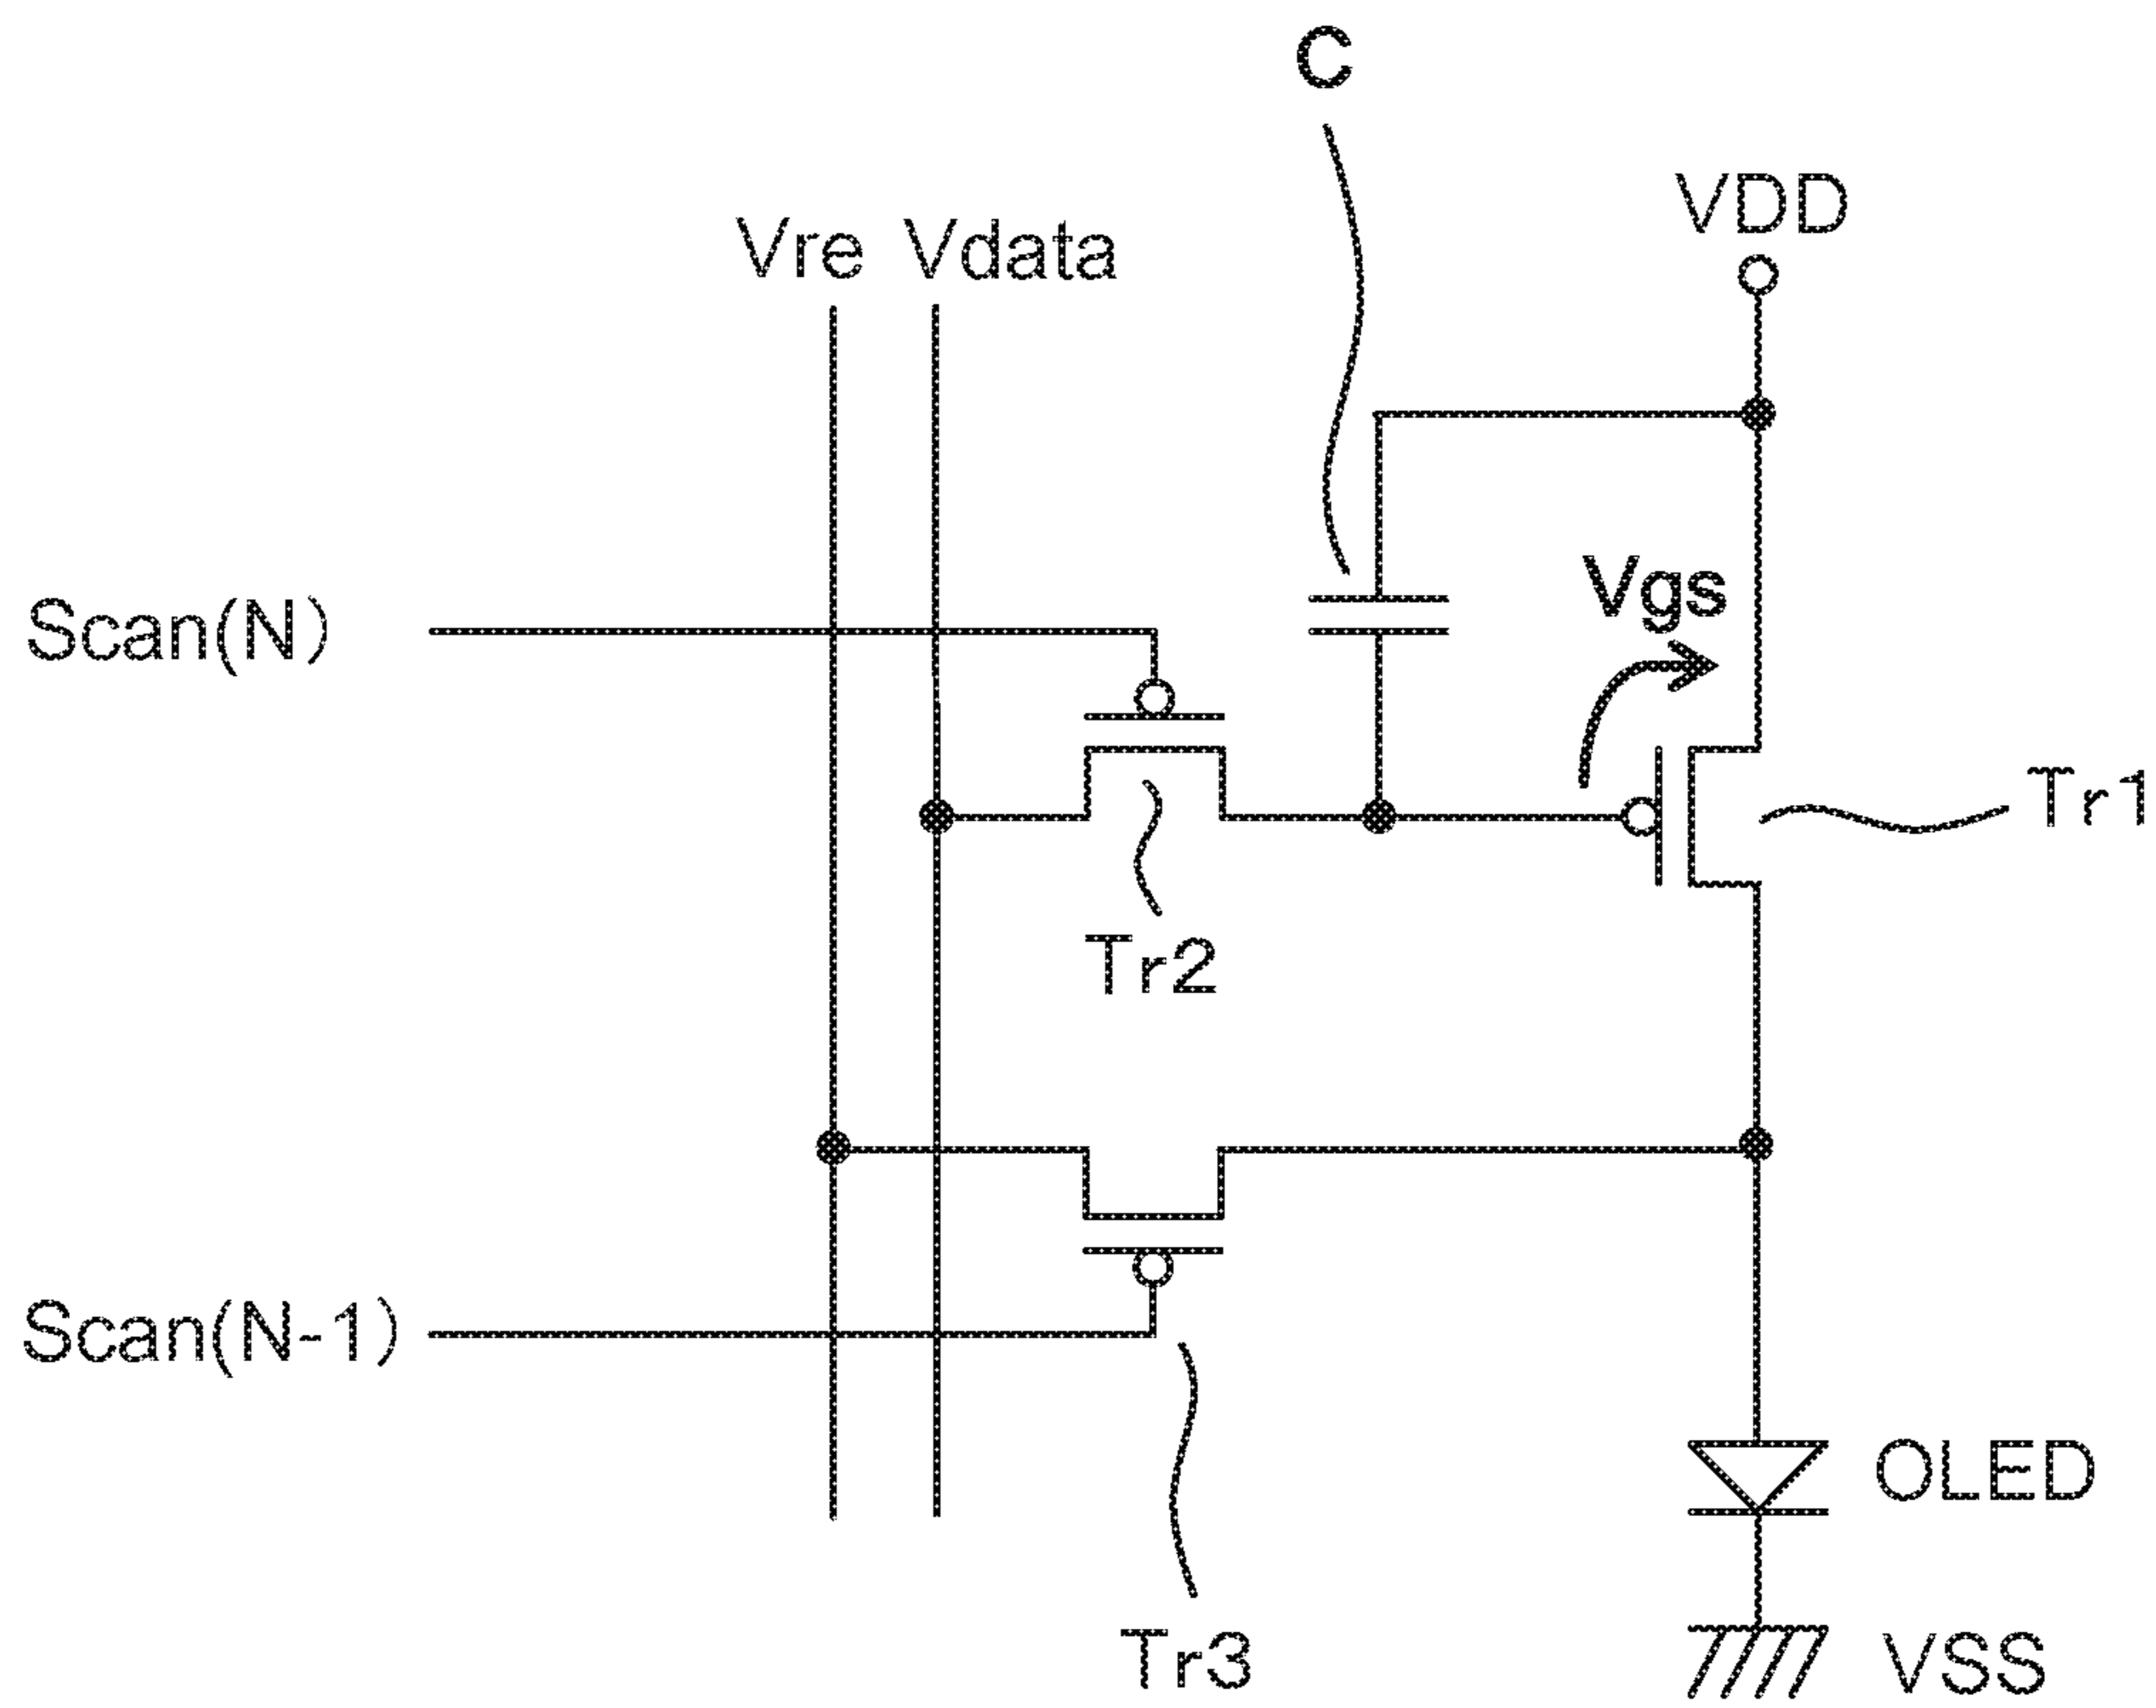 C
VDD
Vre Vdata
Vgs
Scan(N)
Tr1
Tr2
Scan(N-1)
OLED
Tr3
VSS